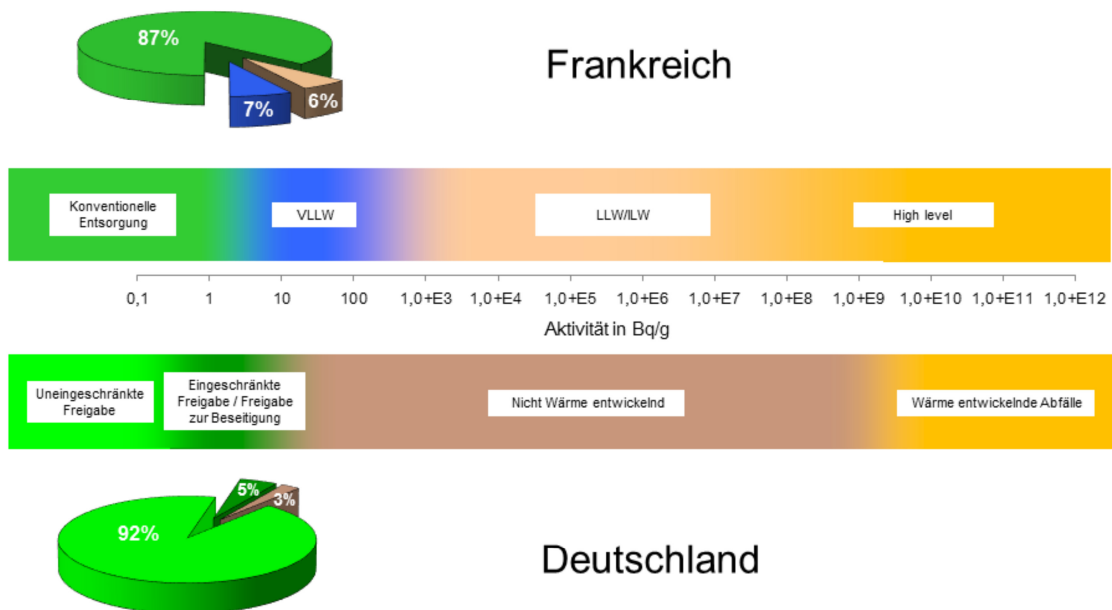 87%
7%
6%
Frankreich
Konventionelle
Entsorgung
VLLW
LLW/ILW
High level
0,1 1 10 100 1,0+E3 1,0+E4 1,0+E5 1,0+E6 1,0+E7 1,0+E8 1,0+E9 1,0+E10 1,0+E11 1,0+E12
Aktivität in Bq/g
Uneingeschränkte
Freigabe
Eingeschränkte
Freigabe / Freigabe
zur Beseitigung
Nicht Wärme entwickelnd
Wärme entwickelnde Abfälle
5%
3%
92%
Deutschland